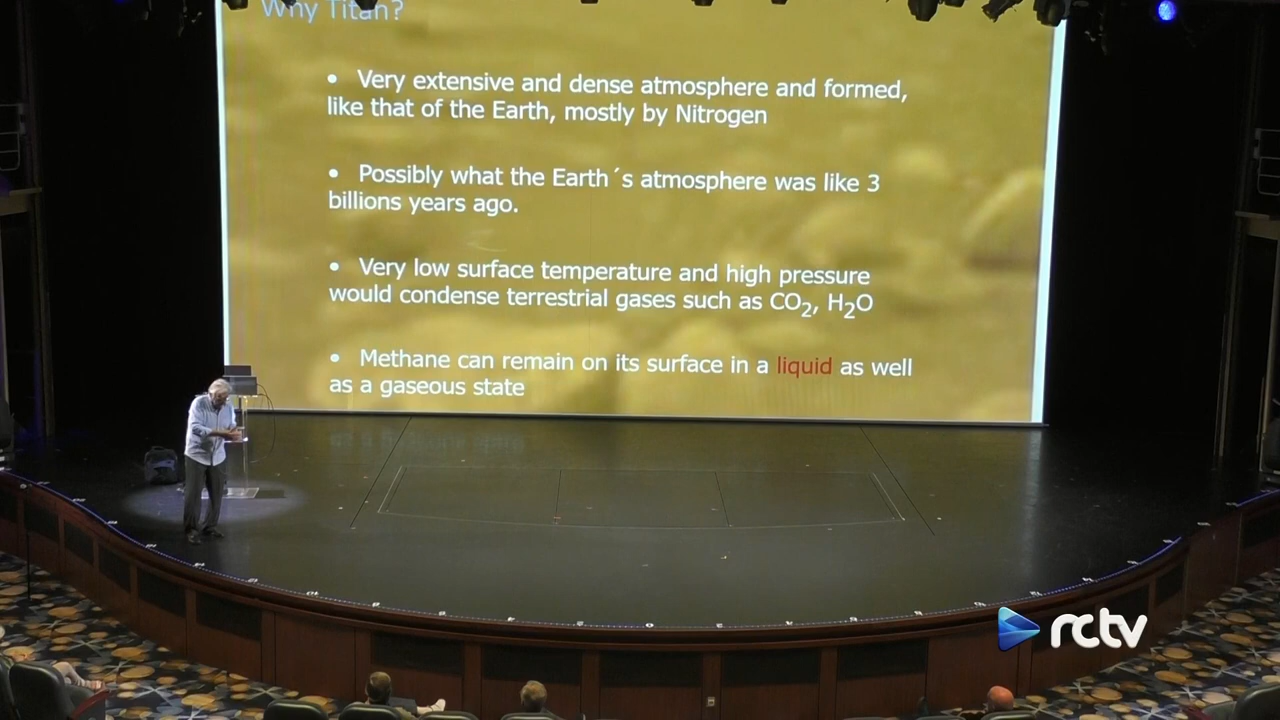 Why Titan?
• Very extensive and dense atmosphere and formed,
like that of the Earth, mostly by Nitrogen
• Possibly what the Earth´s atmosphere was like 3
billions years ago.
• Very low surface temperature and high pressure
would condense terrestrial gases such as CO2, H2O
• Methane can remain on its surface in a liquid as well
as a gaseous state
rctv